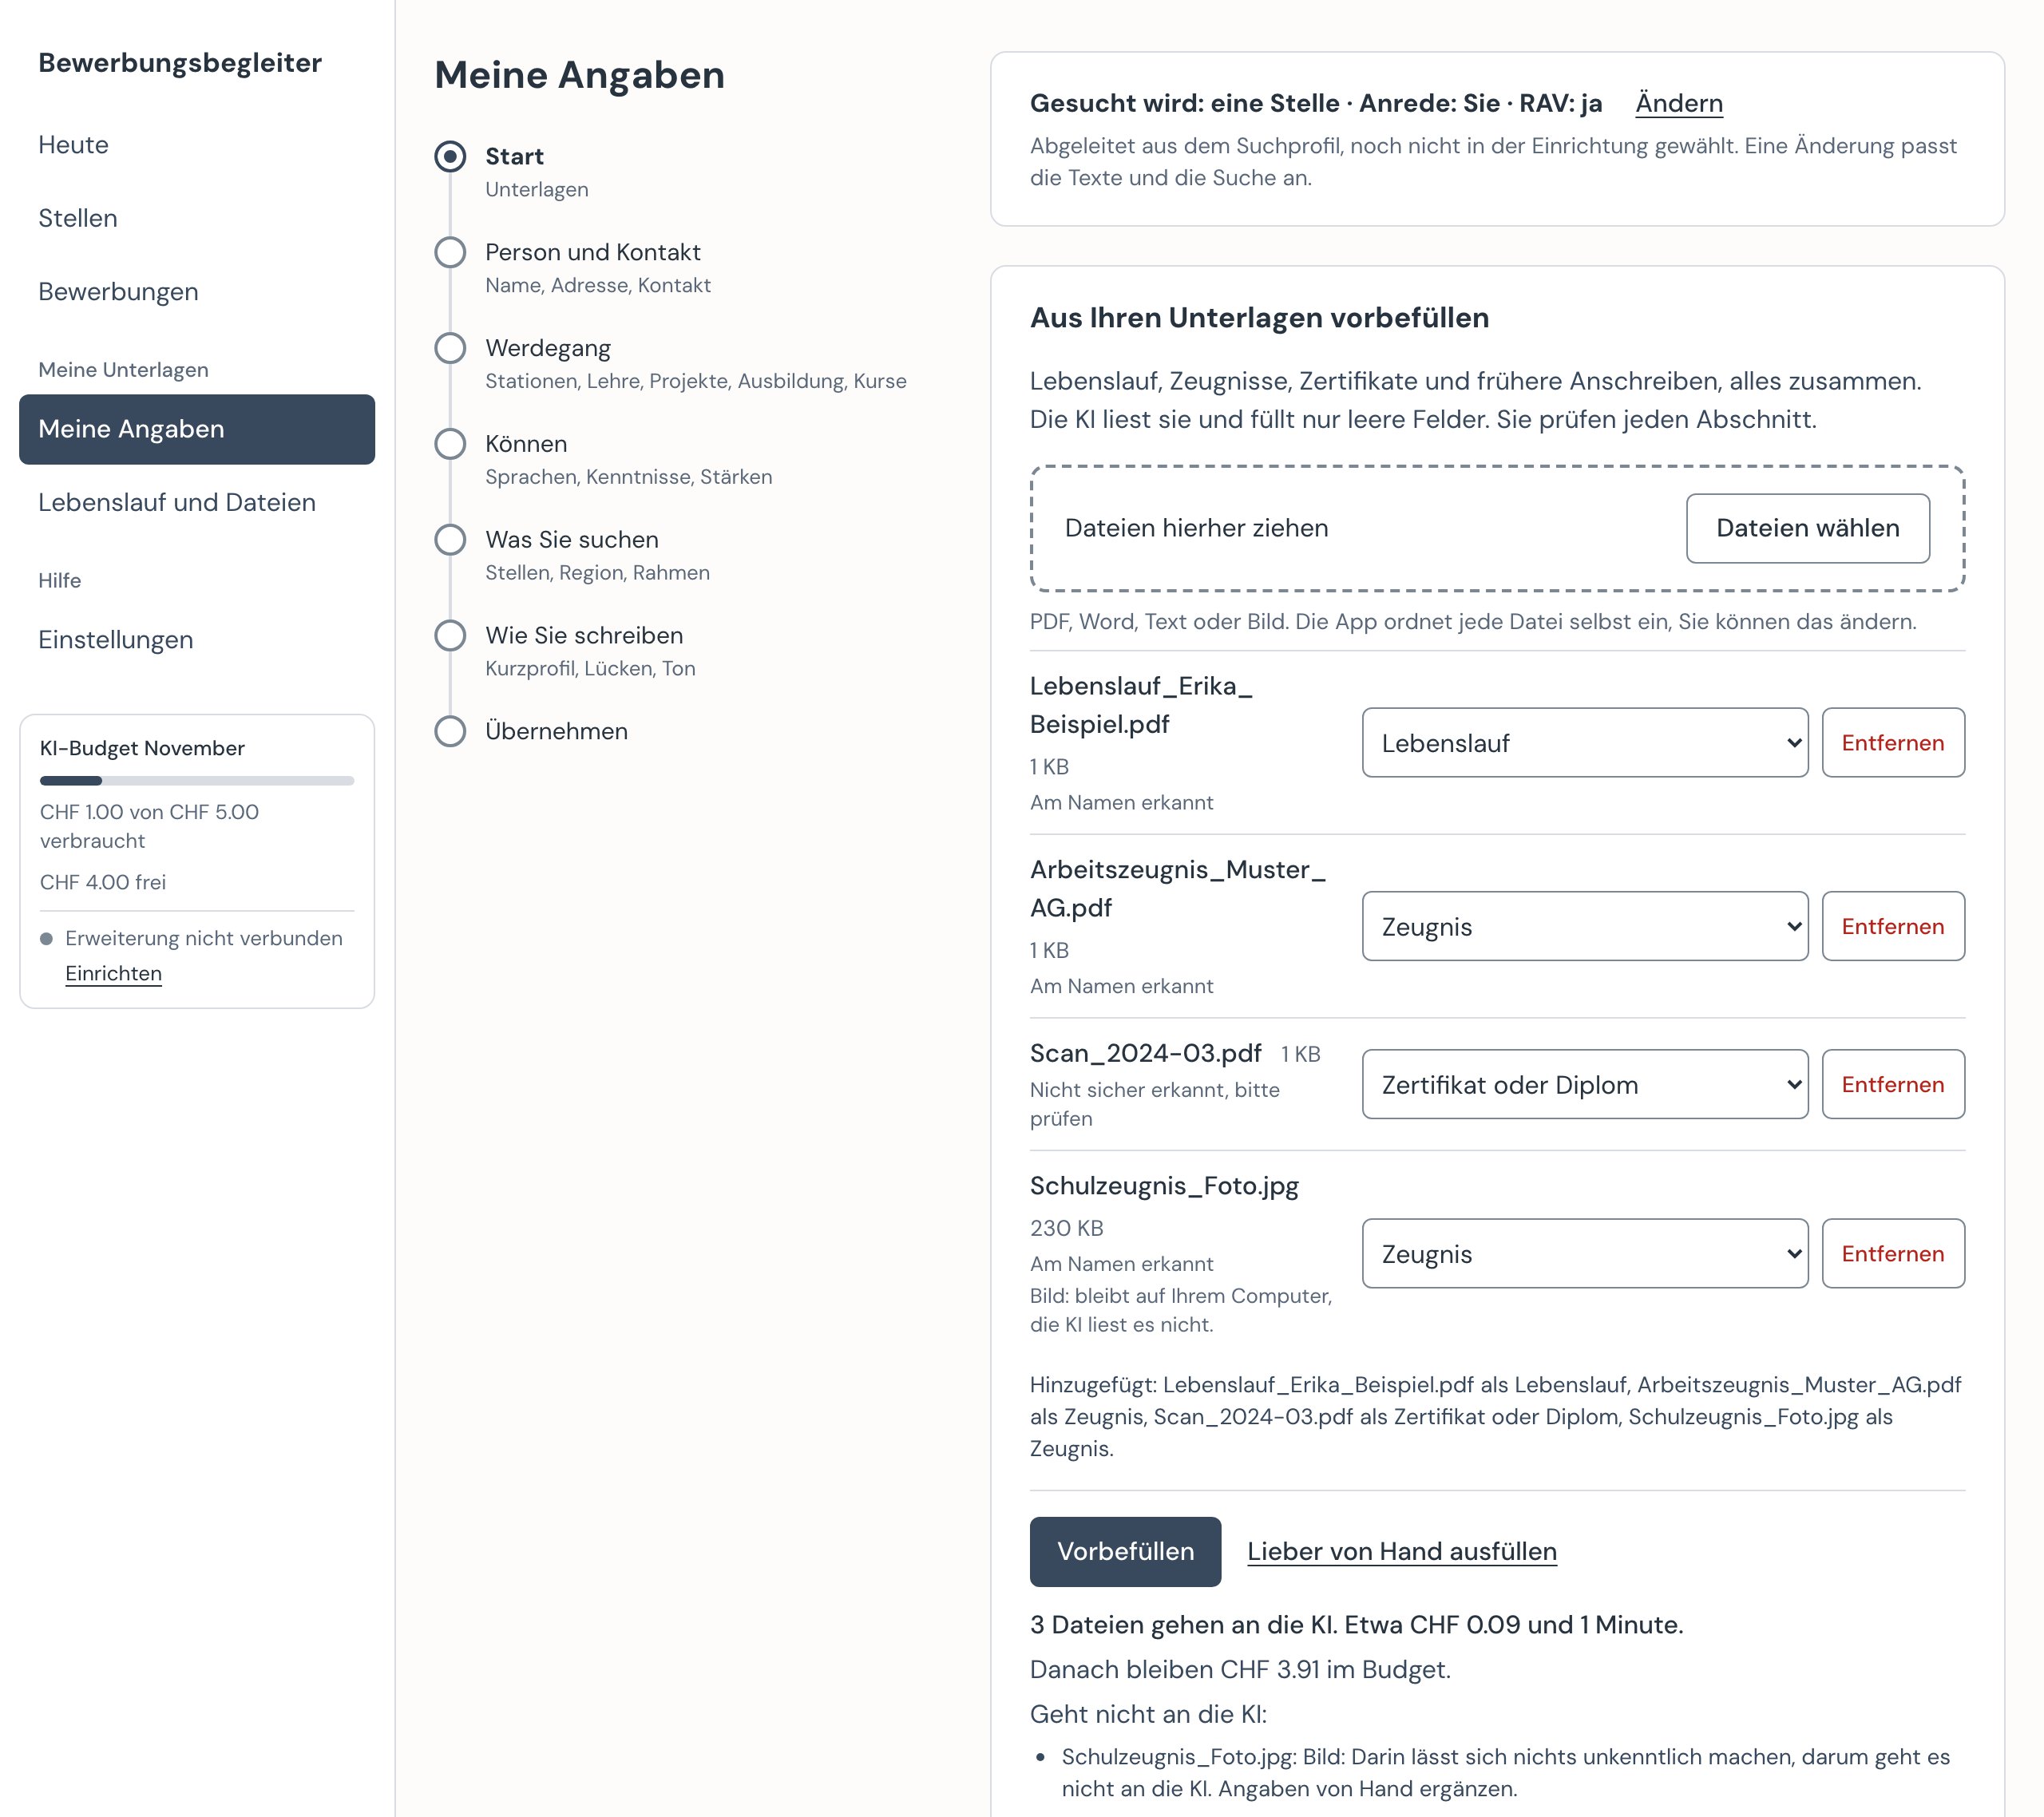 Bewerbungsbegleiter
Heute
Stellen
Bewerbungen
Meine Unterlagen
Meine Angaben
Lebenslauf und Dateien
Hilfe
Einstellungen
KI-Budget November
CHF 1.00 von CHF 5.00
verbraucht
CHF 4.00 frei
Erweiterung nicht verbunden
Einrichten
Meine Angaben
Start
Unterlagen
Person und Kontakt
Name, Adresse, Kontakt
Werdegang
Stationen, Lehre, Projekte, Ausbildung, Kurse
Können
Sprachen, Kenntnisse, Stärken
Was Sie suchen
Stellen, Region, Rahmen
Wie Sie schreiben
Kurzprofil, Lücken, Ton
Übernehmen
Gesucht wird: eine Stelle · Anrede: Sie · RAV: ja Ändern
Abgeleitet aus dem Suchprofil, noch nicht in der Einrichtung gewählt. Eine Änderung passt
die Texte und die Suche an.
Aus Ihren Unterlagen vorbefüllen
Lebenslauf, Zeugnisse, Zertifikate und frühere Anschreiben, alles zusammen.
Die KI liest sie und füllt nur leere Felder. Sie prüfen jeden Abschnitt.
Dateien hierher ziehen Dateien wählen
PDF, Word, Text oder Bild. Die App ordnet jede Datei selbst ein, Sie können das ändern.
Lebenslauf_Erika_
Beispiel.pdf
1 KB
Am Namen erkannt
Lebenslauf Entfernen
Arbeitszeugnis_Muster_
AG.pdf
1 KB
Am Namen erkannt
Zeugnis Entfernen
Scan_2024-03.pdf 1 KB
Nicht sicher erkannt, bitte
prüfen
Zertifikat oder Diplom Entfernen
Schulzeugnis_Foto.jpg
230 KB
Am Namen erkannt
Bild: bleibt auf Ihrem Computer,
die KI liest es nicht.
Zeugnis Entfernen
Hinzugefügt: Lebenslauf_Erika_Beispiel.pdf als Lebenslauf, Arbeitszeugnis_Muster_AG.pdf
als Zeugnis, Scan_2024-03.pdf als Zertifikat oder Diplom, Schulzeugnis_Foto.jpg als
Zeugnis.
Vorbefüllen Lieber von Hand ausfüllen
3 Dateien gehen an die KI. Etwa CHF 0.09 und 1 Minute.
Danach bleiben CHF 3.91 im Budget.
Geht nicht an die KI:
• Schulzeugnis_Foto.jpg: Bild: Darin lässt sich nichts unkenntlich machen, darum geht es
nicht an die KI. Angaben von Hand ergänzen.